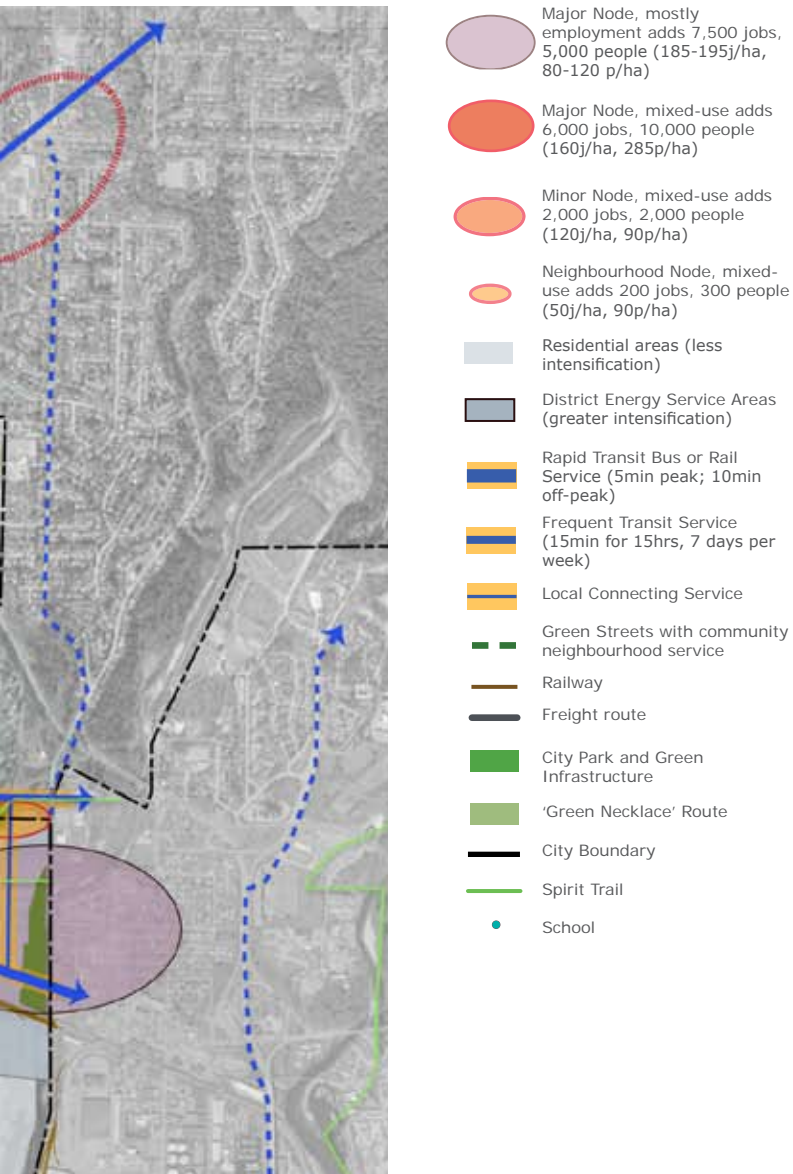 Major Node, mostly
employment adds 7,500 jobs,
5,000 people (185-195j/ha,
80-120 p/ha)
Major Node, mixed-use adds
6,000 jobs, 10,000 people
(160j/ha, 285p/ha)
Minor Node, mixed-use adds
2,000 jobs, 2,000 people
(120j/ha, 90p/ha)
Neighbourhood Node, mixed-
use adds 200 jobs, 300 people
(50j/ha, 90p/ha)
Residential areas (less
intensification)
District Energy Service Areas
(greater intensification)
Rapid Transit Bus or Rail
Service (5min peak; 10min
off-peak)
Frequent Transit Service
(15min for 15hrs, 7 days per
week)
Local Connecting Service
Green Streets with community
neighbourhood service
Railway
Freight route
City Park and Green
Infrastructure
‘Green Necklace’ Route
City Boundary
Spirit Trail
School